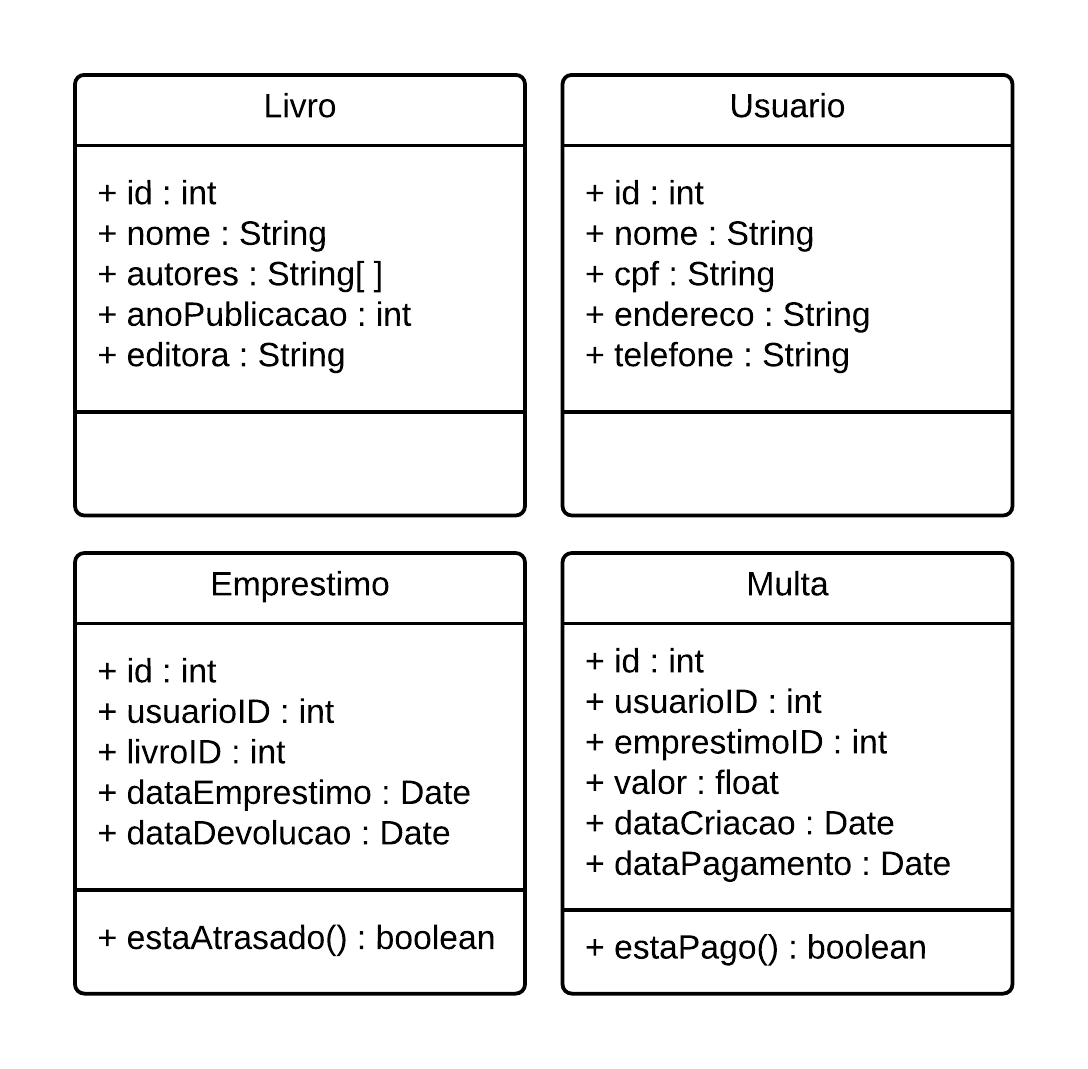 Livro
+ id : int
+ nome : String
+ autores : String[ ]
+ anoPublicacao : int
+ editora : String
Usuario
+ id : int
+ nome : String
+ cpf : String
+ endereco : String
+ telefone : String
Emprestimo
+ id : int
+ usuarioID : int
+ livroID : int
+ dataEmprestimo : Date
+ dataDevolucao : Date
+ estaAtrasado() : boolean
Multa
+ id : int
+ usuarioID : int
+ emprestimoID : int
+ valor : float
+ dataCriacao : Date
+ dataPagamento : Date
+ estaPago() : boolean